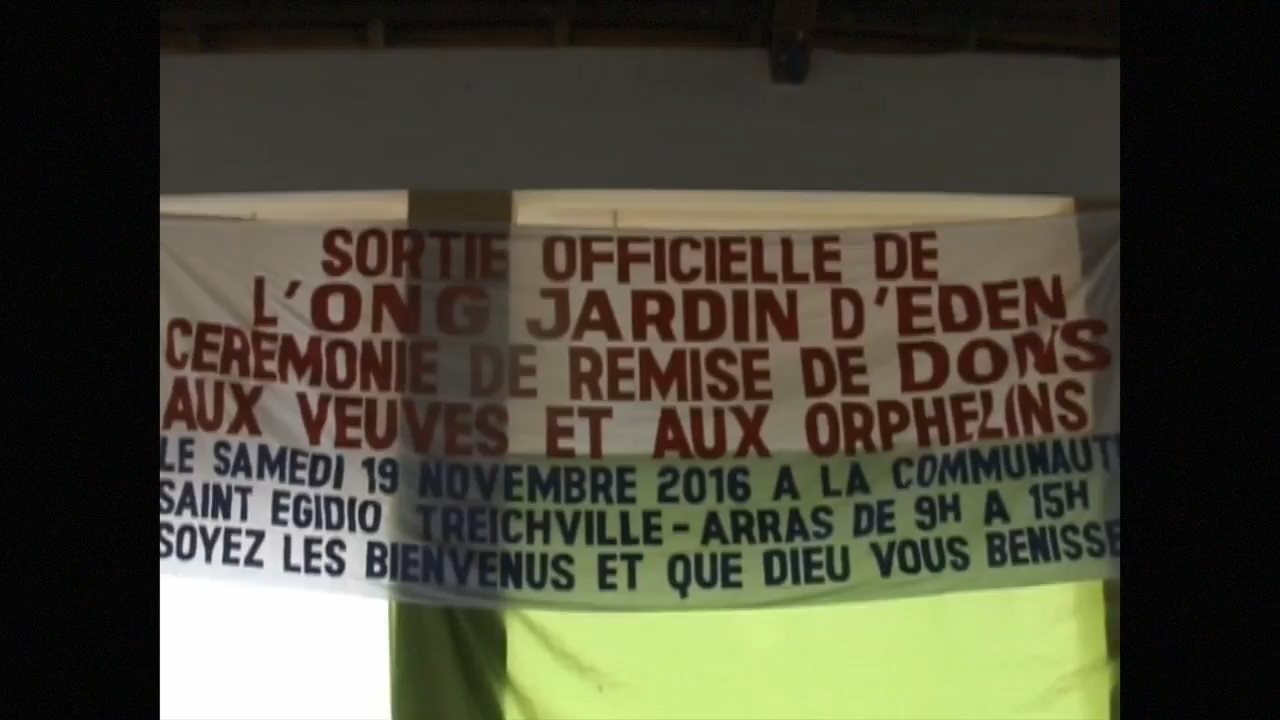 SORTIE OFFICIELLE DE
L'ONG JARDIN D'EDEN
CEREMONIE DE REMISE DE DONS
AUX VEUVES ET AUX ORPHELINS
LE SAMEDI 19 NOVEMBRE 2016 A LA COMMUNAUT
SAINT EGIDIO TREICHVILLE-ARRAS DE 9H A 15H
SOYEZ LES BIENVENUS ET QUE DIEU VOUS BENISSE